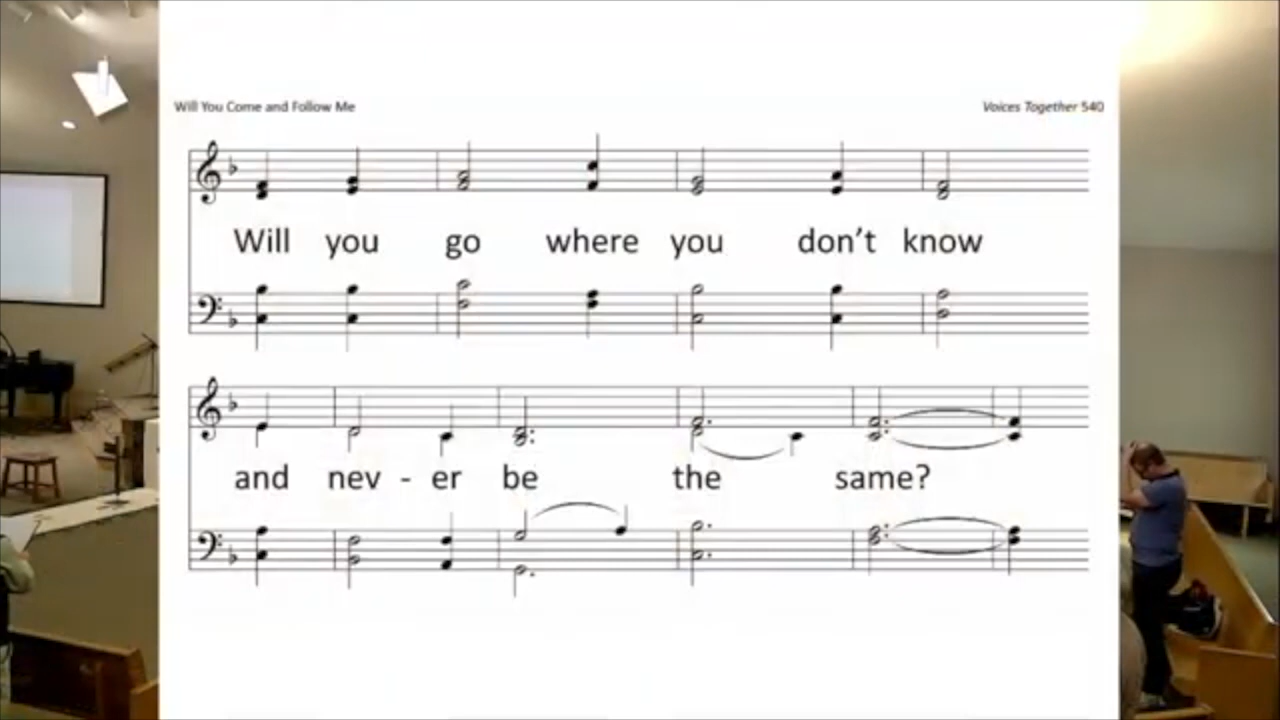 Will You Come and Follow Me
Voices Together 540
Will you go where you don't know
and nev - er be the same?